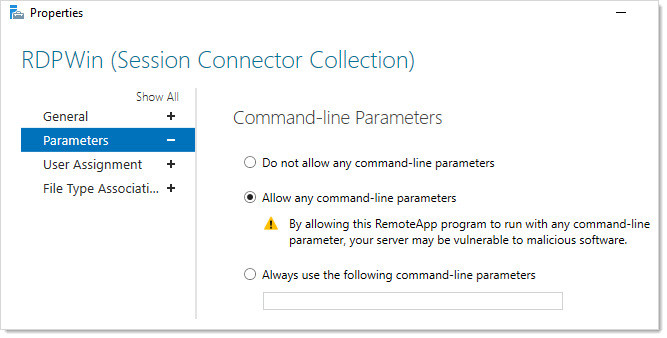 Properties
RDPWin (Session Connector Collection)
Show All
General +
Parameters –
User Assignment +
File Type Associati... +
Command-line Parameters
Do not allow any command-line parameters
Allow any command-line parameters
By allowing this RemoteApp program to run with any command-line
parameter, your server may be vulnerable to malicious software.
Always use the following command-line parameters